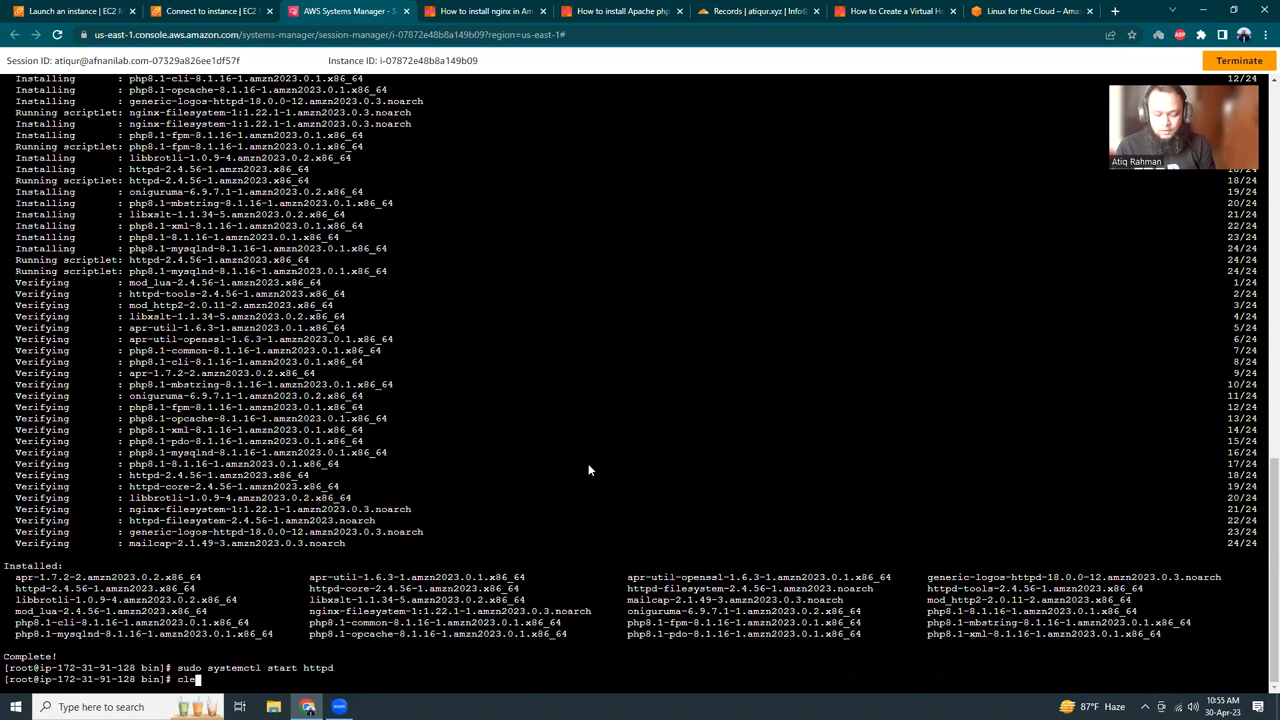 Launch an instance | EC2 M
Connect to instance | EC2 M
AWS Systems Manager - S
How to install nginx in Am
How to install Apache php
Records | atiqur.xyz | Info@
How to Create a Virtual Ho
Linux for the Cloud – Ama
us-east-1.console.aws.amazon.com/systems-manager/session-manager/i-07872e48b8a149b09?region=us-east-1#
Session ID: atiqur@afnanilab.com-07329a826ee1df57f
Instance ID: i-07872e48b8a149b09
Terminate
Installing : php8.1-cli-8.1.16-1.amzn2023.0.1.x86_64 12/24
Installing : php8.1-opcache-8.1.16-1.amzn2023.0.1.x86_64
Installing : generic-logos-httpd-18.0.0-12.amzn2023.0.3.noarch
Running scriptlet: nginx-filesystem-1:1.22.1-1.amzn2023.0.3.noarch
Installing : nginx-filesystem-1:1.22.1-1.amzn2023.0.3.noarch
Installing : php8.1-fpm-8.1.16-1.amzn2023.0.1.x86_64
Running scriptlet: php8.1-fpm-8.1.16-1.amzn2023.0.1.x86_64
Installing : libbrotli-1.0.9-4.amzn2023.0.2.x86_64
Atiq Rahman
Installing : httpd-2.4.56-1.amzn2023.x86_64
Running scriptlet: httpd-2.4.56-1.amzn2023.x86_64 18/24
Installing : oniguruma-6.9.7.1-1.amzn2023.0.3.x86_64 19/24
Installing : php8.1-mbstring-8.1.16-1.amzn2023.0.1.x86_64 20/24
Installing : libxslt-1.1.34-5.amzn2023.0.2.x86_64 21/24
Installing : php8.1-xml-8.1.16-1.amzn2023.0.1.x86_64 22/24
Installing : php8.1-8.1.16-1.amzn2023.0.1.x86_64 23/24
Installing : php8.1-mysqlnd-8.1.16-1.amzn2023.0.1.x86_64 24/24
Running scriptlet: httpd-2.4.56-1.amzn2023.x86_64 24/24
Running scriptlet: php8.1-mysqlnd-8.1.16-1.amzn2023.0.1.x86_64 24/24
Verifying : mod_lua-2.4.56-1.amzn2023.x86_64 1/24
Verifying : httpd-tools-2.4.56-1.amzn2023.x86_64 2/24
Verifying : mod_http2-2.0.11-2.amzn2023.x86_64 3/24
Verifying : libxslt-1.1.34-5.amzn2023.0.2.x86_64 4/24
Verifying : apr-util-1.6.3-1.amzn2023.0.1.x86_64 5/24
Verifying : apr-util-openssl-1.6.3-1.amzn2023.0.1.x86_64 6/24
Verifying : php8.1-common-8.1.16-1.amzn2023.0.1.x86_64 7/24
Verifying : php8.1-cli-8.1.16-1.amzn2023.0.1.x86_64 8/24
Verifying : apr-1.7.2-2.amzn2023.0.2.x86_64 9/24
Verifying : php8.1-mbstring-8.1.16-1.amzn2023.0.1.x86_64 10/24
Verifying : oniguruma-6.9.7.1-1.amzn2023.0.2.x86_64 11/24
Verifying : php8.1-fpm-8.1.16-1.amzn2023.0.1.x86_64 12/24
Verifying : php8.1-opcache-8.1.16-1.amzn2023.0.1.x86_64 13/24
Verifying : php8.1-xml-8.1.16-1.amzn2023.0.1.x86_64 14/24
Verifying : php8.1-pdo-8.1.16-1.amzn2023.0.1.x86_64 15/24
Verifying : php8.1-mysqlnd-8.1.16-1.amzn2023.0.1.x86_64 16/24
Verifying : php8.1-8.1.16-1.amzn2023.0.1.x86_64 17/24
Verifying : httpd-2.4.56-1.amzn2023.x86_64 18/24
Verifying : httpd-core-2.4.56-1.amzn2023.x86_64 19/24
Verifying : libbrotli-1.0.9-4.amzn2023.0.2.x86_64 20/24
Verifying : nginx-filesystem-1:1.22.1-1.amzn2023.0.3.noarch 21/24
Verifying : httpd-filesystem-2.4.56-1.amzn2023.noarch 22/24
Verifying : generic-logos-httpd-18.0.0-12.amzn2023.0.3.noarch 23/24
Verifying : mailcap-2.1.49-3.amzn2023.0.3.noarch 24/24
Installed:
apr-1.7.2-2.amzn2023.0.2.x86_64 apr-util-1.6.3-1.amzn2023.0.1.x86_64 apr-util-openssl-1.6.3-1.amzn2023.0.1.x86_64 generic-logos-httpd-18.0.0-12.amzn2023.0.3.noarch
httpd-2.4.56-1.amzn2023.x86_64 httpd-core-2.4.56-1.amzn2023.x86_64 httpd-filesystem-2.4.56-1.amzn2023.noarch httpd-tools-2.4.56-1.amzn2023.x86_64
libbrotli-1.0.9-4.amzn2023.0.2.x86_64 libxslt-1.1.34-5.amzn2023.0.2.x86_64 mailcap-2.1.49-3.amzn2023.0.3.noarch mod_http2-2.0.11-2.amzn2023.x86_64
mod_lua-2.4.56-1.amzn2023.x86_64 nginx-filesystem-1:1.22.1-1.amzn2023.0.3.noarch oniguruma-6.9.7.1-1.amzn2023.0.2.x86_64 php8.1-8.1.16-1.amzn2023.0.1.x86_64
php8.1-cli-8.1.16-1.amzn2023.0.1.x86_64 php8.1-common-8.1.16-1.amzn2023.0.1.x86_64 php8.1-fpm-8.1.16-1.amzn2023.0.1.x86_64 php8.1-mbstring-8.1.16-1.amzn2023.0.1.x86_64
php8.1-mysqlnd-8.1.16-1.amzn2023.0.1.x86_64 php8.1-opcache-8.1.16-1.amzn2023.0.1.x86_64 php8.1-pdo-8.1.16-1.amzn2023.0.1.x86_64 php8.1-xml-8.1.16-1.amzn2023.0.1.x86_64
Complete!
[root@ip-172-31-91-128 bin]# sudo systemctl start httpd
[root@ip-172-31-91-128 bin]# cle
Type here to search
zoom
87°F Haze
10:55 AM
30-Apr-23